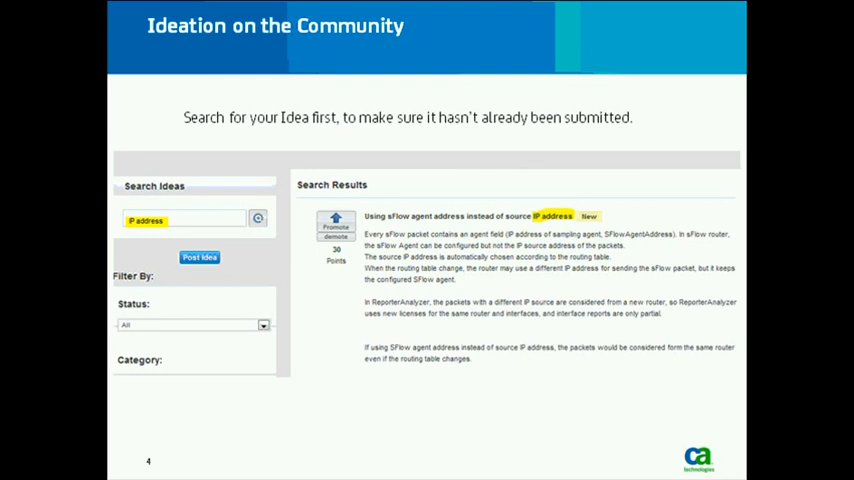 Ideation on the Community
Search for your Idea first, to make sure it hasn't already been submitted.
Search Ideas
IP address
Post Idea
Filter By:
Status:
All
Category:
Search Results
Promote
demote
30
Points
Using sFlow agent address instead of source IP address New
Every sFlow packet contains an agent field (IP address of sampling agent, SFlowAgentAddress). In sFlow router,
the sFlow Agent can be configured but not the IP source address of the packets.
The source IP address is automatically chosen according to the routing table.
When the routing table change, the router may use a different IP address for sending the sFlow packet, but it keeps
the configured SFlow agent.
In ReporterAnalyzer, the packets with a different IP source are considered from a new router, so ReporterAnalyzer
uses new licenses for the same router and interfaces, and interface reports are only partial.
If using SFlow agent address instead of source IP address, the packets would be considered form the same router
even if the routing table changes.
4
ca
technologies